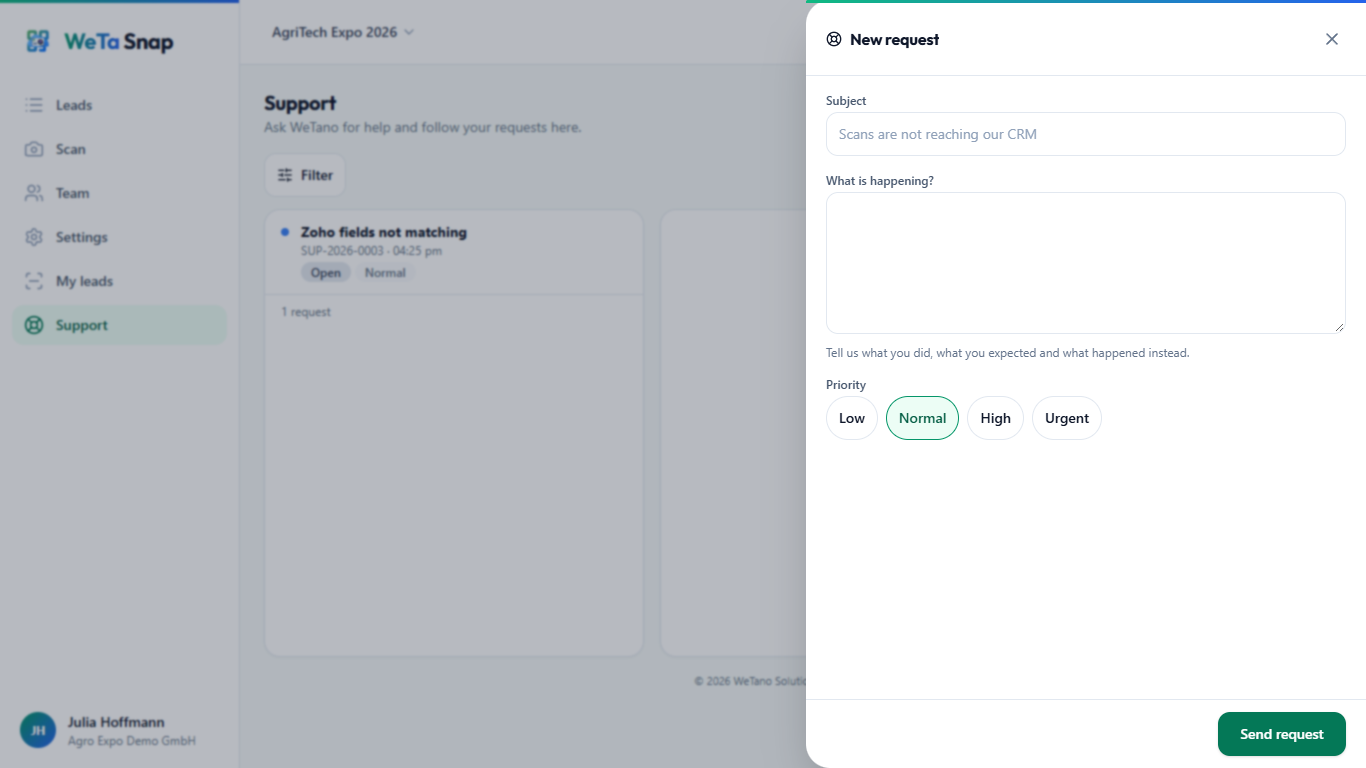 WeTa Snap
Leads
Scan
Team
Settings
My leads
Support
JH
Julia Hoffmann
Agro Expo Demo GmbH
AgriTech Expo 2026
Support
Ask WeTano for help and follow your requests here.
Filter
Zoho fields not matching
SUP-2026-0003 · 04:25 pm
Open Normal
1 request
© 2026 WeTano
New request
Subject
Scans are not reaching our CRM
What is happening?
Tell us what you did, what you expected and what happened instead.
Priority
Low Normal High Urgent
Send request